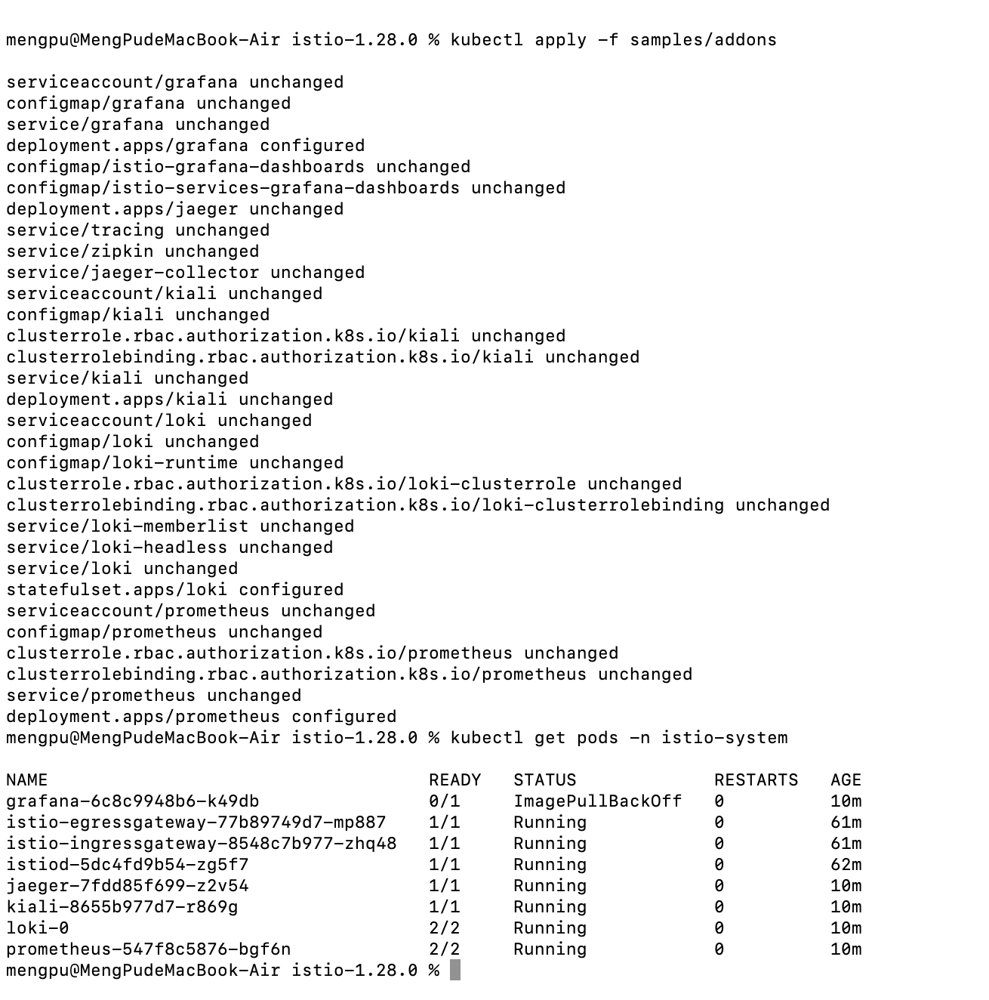 mengpu@MengPudeMacBook-Air istio-1.28.0 % kubectl apply -f samples/addons
serviceaccount/grafana unchanged
configmap/grafana unchanged
service/grafana unchanged
deployment.apps/grafana configured
configmap/istio-grafana-dashboards unchanged
configmap/istio-services-grafana-dashboards unchanged
deployment.apps/jaeger unchanged
service/tracing unchanged
service/zipkin unchanged
service/jaeger-collector unchanged
serviceaccount/kiali unchanged
configmap/kiali unchanged
clusterrole.rbac.authorization.k8s.io/kiali unchanged
clusterrolebinding.rbac.authorization.k8s.io/kiali unchanged
service/kiali unchanged
deployment.apps/kiali unchanged
serviceaccount/loki unchanged
configmap/loki unchanged
configmap/loki-runtime unchanged
clusterrole.rbac.authorization.k8s.io/loki-clusterrole unchanged
clusterrolebinding.rbac.authorization.k8s.io/loki-clusterrolebinding unchanged
service/loki-memberlist unchanged
service/loki-headless unchanged
service/loki unchanged
statefulset.apps/loki configured
serviceaccount/prometheus unchanged
configmap/prometheus unchanged
clusterrole.rbac.authorization.k8s.io/prometheus unchanged
clusterrolebinding.rbac.authorization.k8s.io/prometheus unchanged
service/prometheus unchanged
deployment.apps/prometheus configured
mengpu@MengPudeMacBook-Air istio-1.28.0 % kubectl get pods -n istio-system
NAME READY STATUS RESTARTS AGE
grafana-6c8c9948b6-k49db 0/1 ImagePullBackOff 0 10m
istio-egressgateway-77b89749d7-mp887 1/1 Running 0 61m
istio-ingressgateway-8548c7b977-zhq48 1/1 Running 0 61m
istiod-5dc4fd9b54-zg5f7 1/1 Running 0 62m
jaeger-7fdd85f699-z2v54 1/1 Running 0 10m
kiali-8655b977d7-r869g 1/1 Running 0 10m
loki-0 2/2 Running 0 10m
prometheus-547f8c5876-bgf6n 2/2 Running 0 10m
mengpu@MengPudeMacBook-Air istio-1.28.0 %